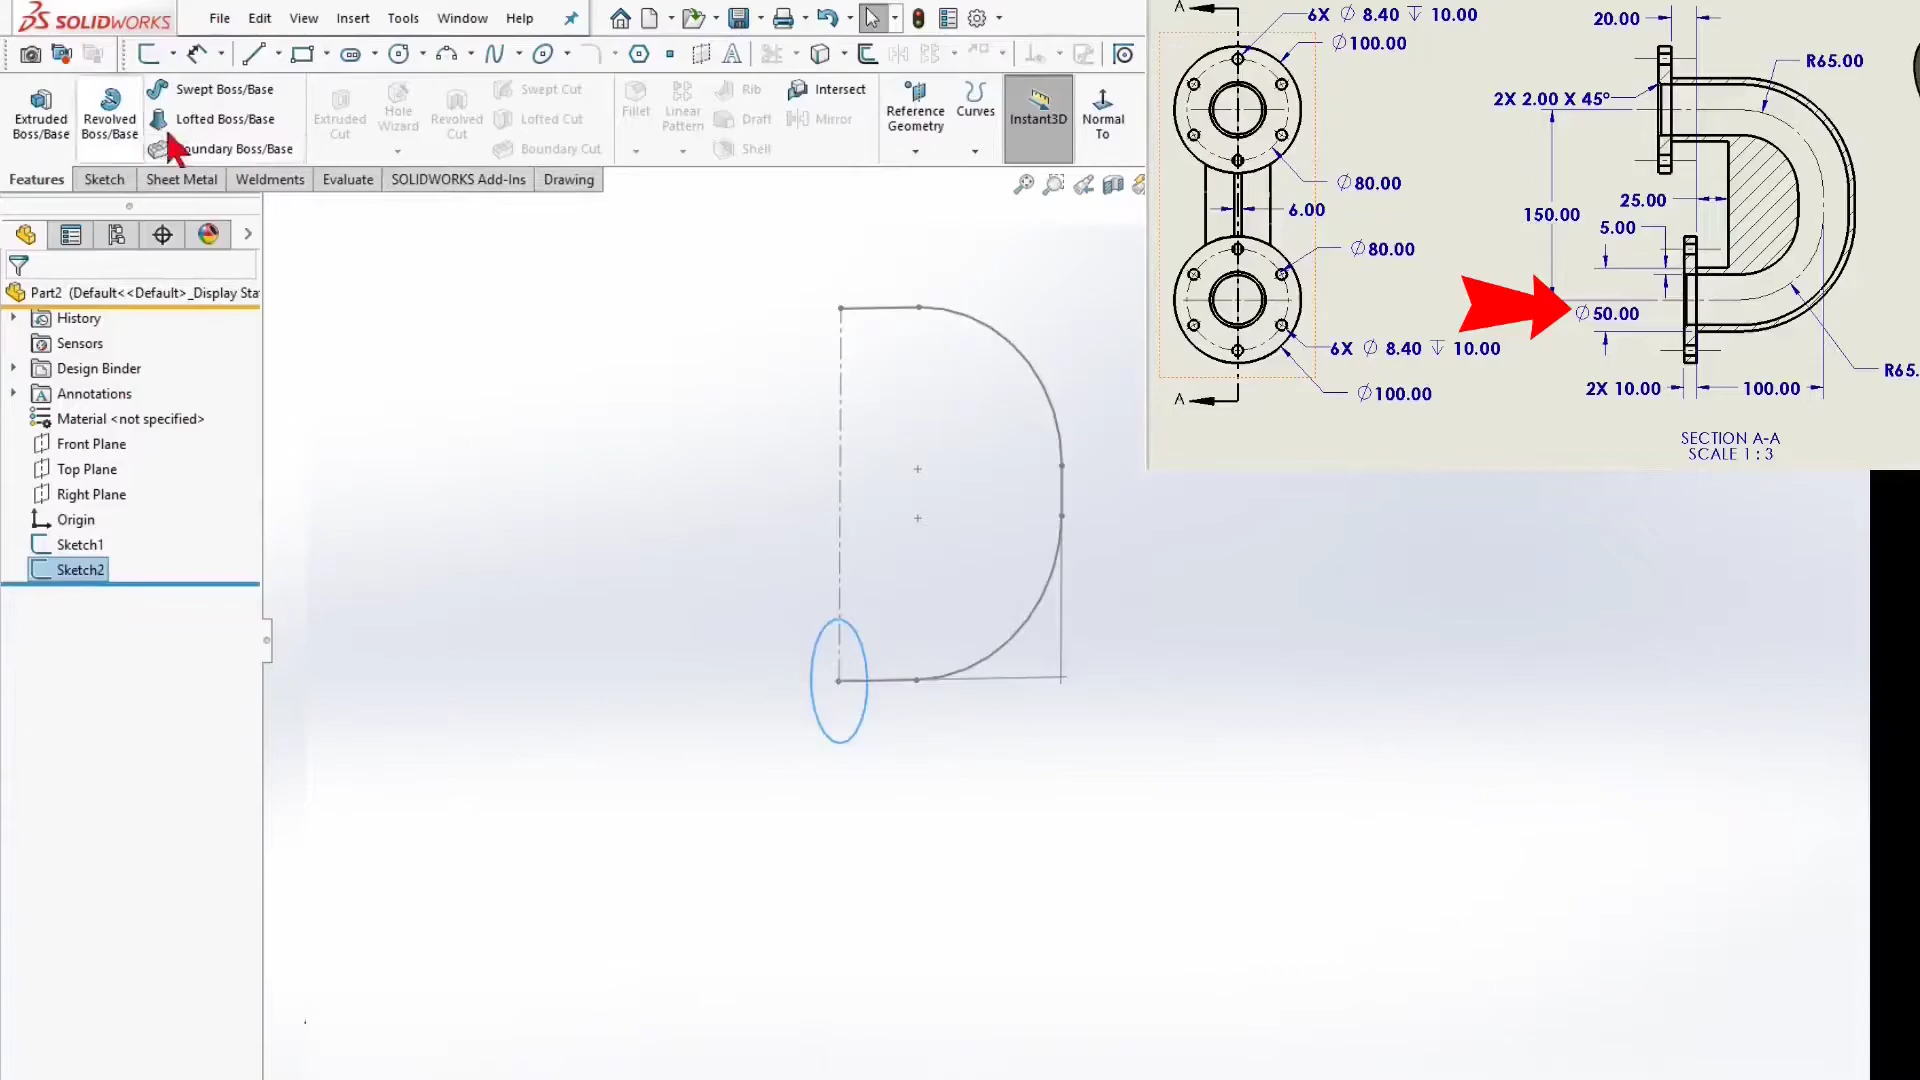 SOLIDWORKS
File Edit View Insert Tools Window Help
Extruded Boss/Base
Revolved Boss/Base
Swept Boss/Base
Lofted Boss/Base
Boundary Boss/Base
Extruded Cut
Hole Wizard
Revolved Cut
Swept Cut
Lofted Cut
Boundary Cut
Fillet
Linear Pattern
Rib
Draft
Shell
Intersect
Mirror
Reference Geometry
Curves
Instant3D
Normal To
Features Sketch Sheet Metal Weldments Evaluate SOLIDWORKS Add-Ins Drawing
Part2 (Default<<Default>_Display Sta
History
Sensors
Design Binder
Annotations
Material <not specified>
Front Plane
Top Plane
Right Plane
Origin
Sketch1
Sketch2
A
6X ∅ 8.40 ↧ 10.00
∅100.00
∅80.00
6.00
∅80.00
6X ∅ 8.40 ↧ 10.00
∅100.00
A
20.00
R65.00
2X 2.00 X 45°
25.00
150.00
5.00
∅50.00
R65.
2X 10.00
100.00
SECTION A-A
SCALE 1 : 3